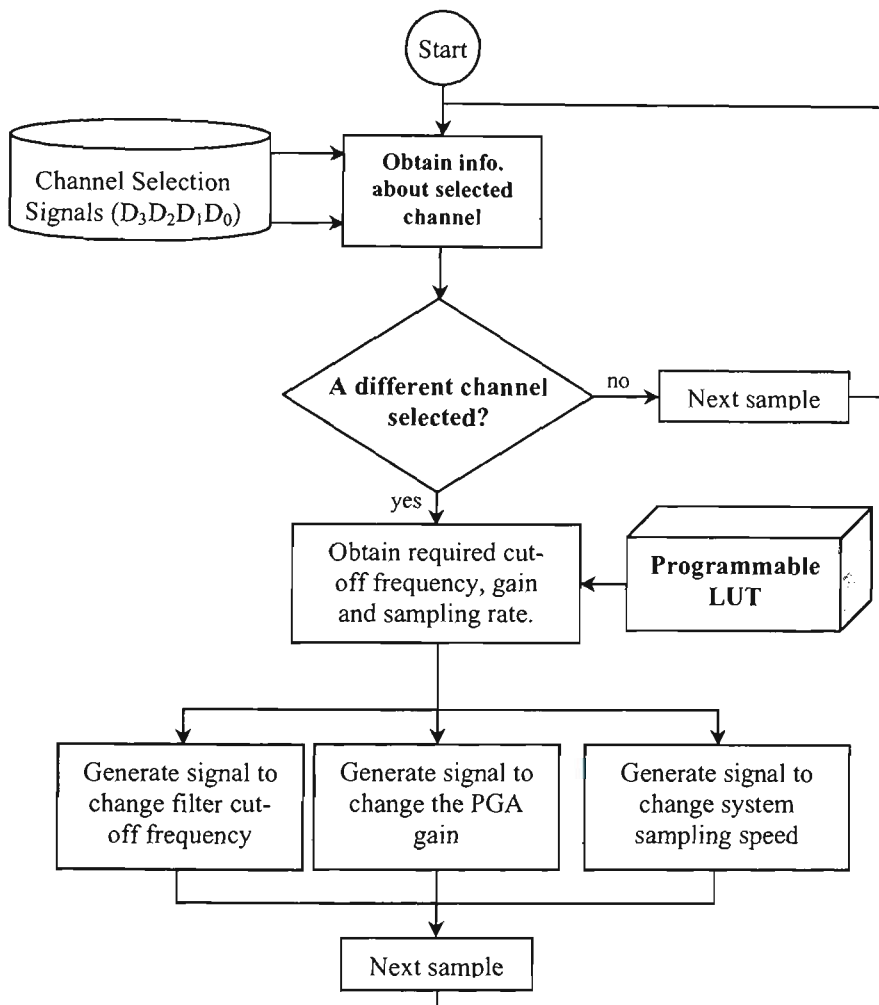 Start
Channel Selection
Signals (D₃D₂D₁D₀)
Obtain info.
about selected
channel
A different channel
selected?
no
Next sample
yes
Obtain required cut-
off frequency, gain
and sampling rate.
Programmable
LUT
Generate signal to
change filter cut-
off frequency
Generate signal to
change the PGA
gain
Generate signal to
change system
sampling speed
Next sample